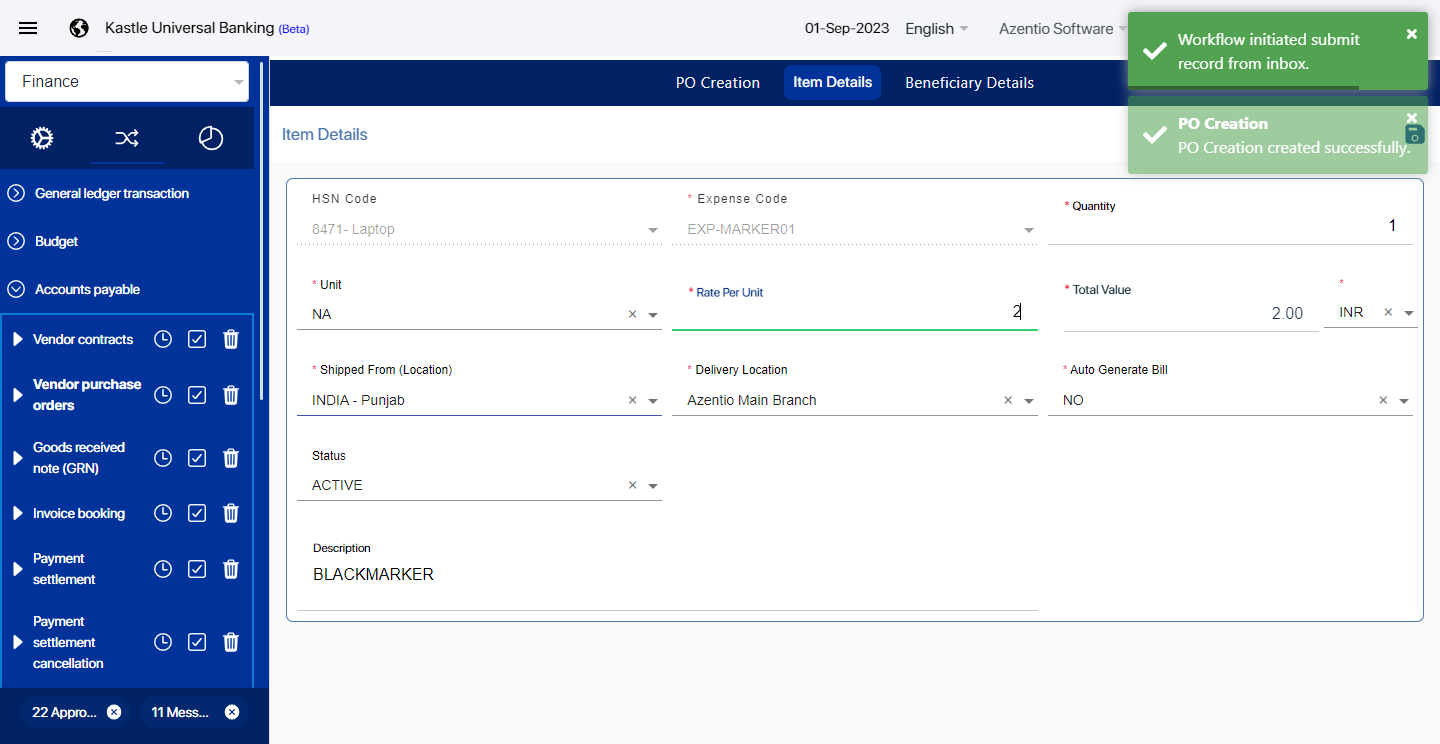 Kastle Universal Banking (Beta)
01-Sep-2023
English
Azentio Software
Workflow initiated submit
record from inbox.
PO Creation
PO Creation created successfully.
Finance
PO Creation
Item Details
Beneficiary Details
General ledger transaction
Budget
Accounts payable
Vendor contracts
Vendor purchase
orders
Goods received
note (GRN)
Invoice booking
Payment
settlement
Payment
settlement
cancellation
22 Appro...
11 Mess...
Item Details
HSN Code
8471- Laptop
* Expense Code
EXP-MARKER01
* Quantity
1
* Unit
NA
* Rate Per Unit
2
* Total Value
2.00
*
INR
* Shipped From (Location)
INDIA - Punjab
* Delivery Location
Azentio Main Branch
* Auto Generate Bill
NO
Status
ACTIVE
Description
BLACKMARKER